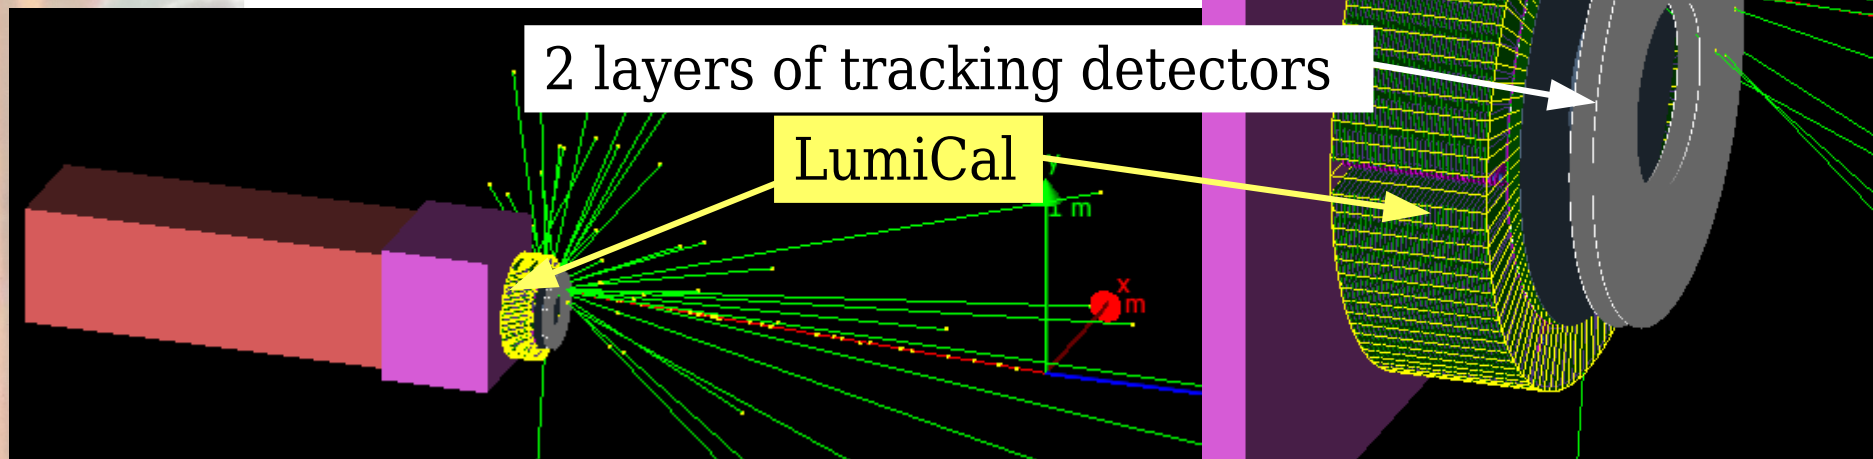 2 layers of tracking detectors
LumiCal
y
1 m
x
m